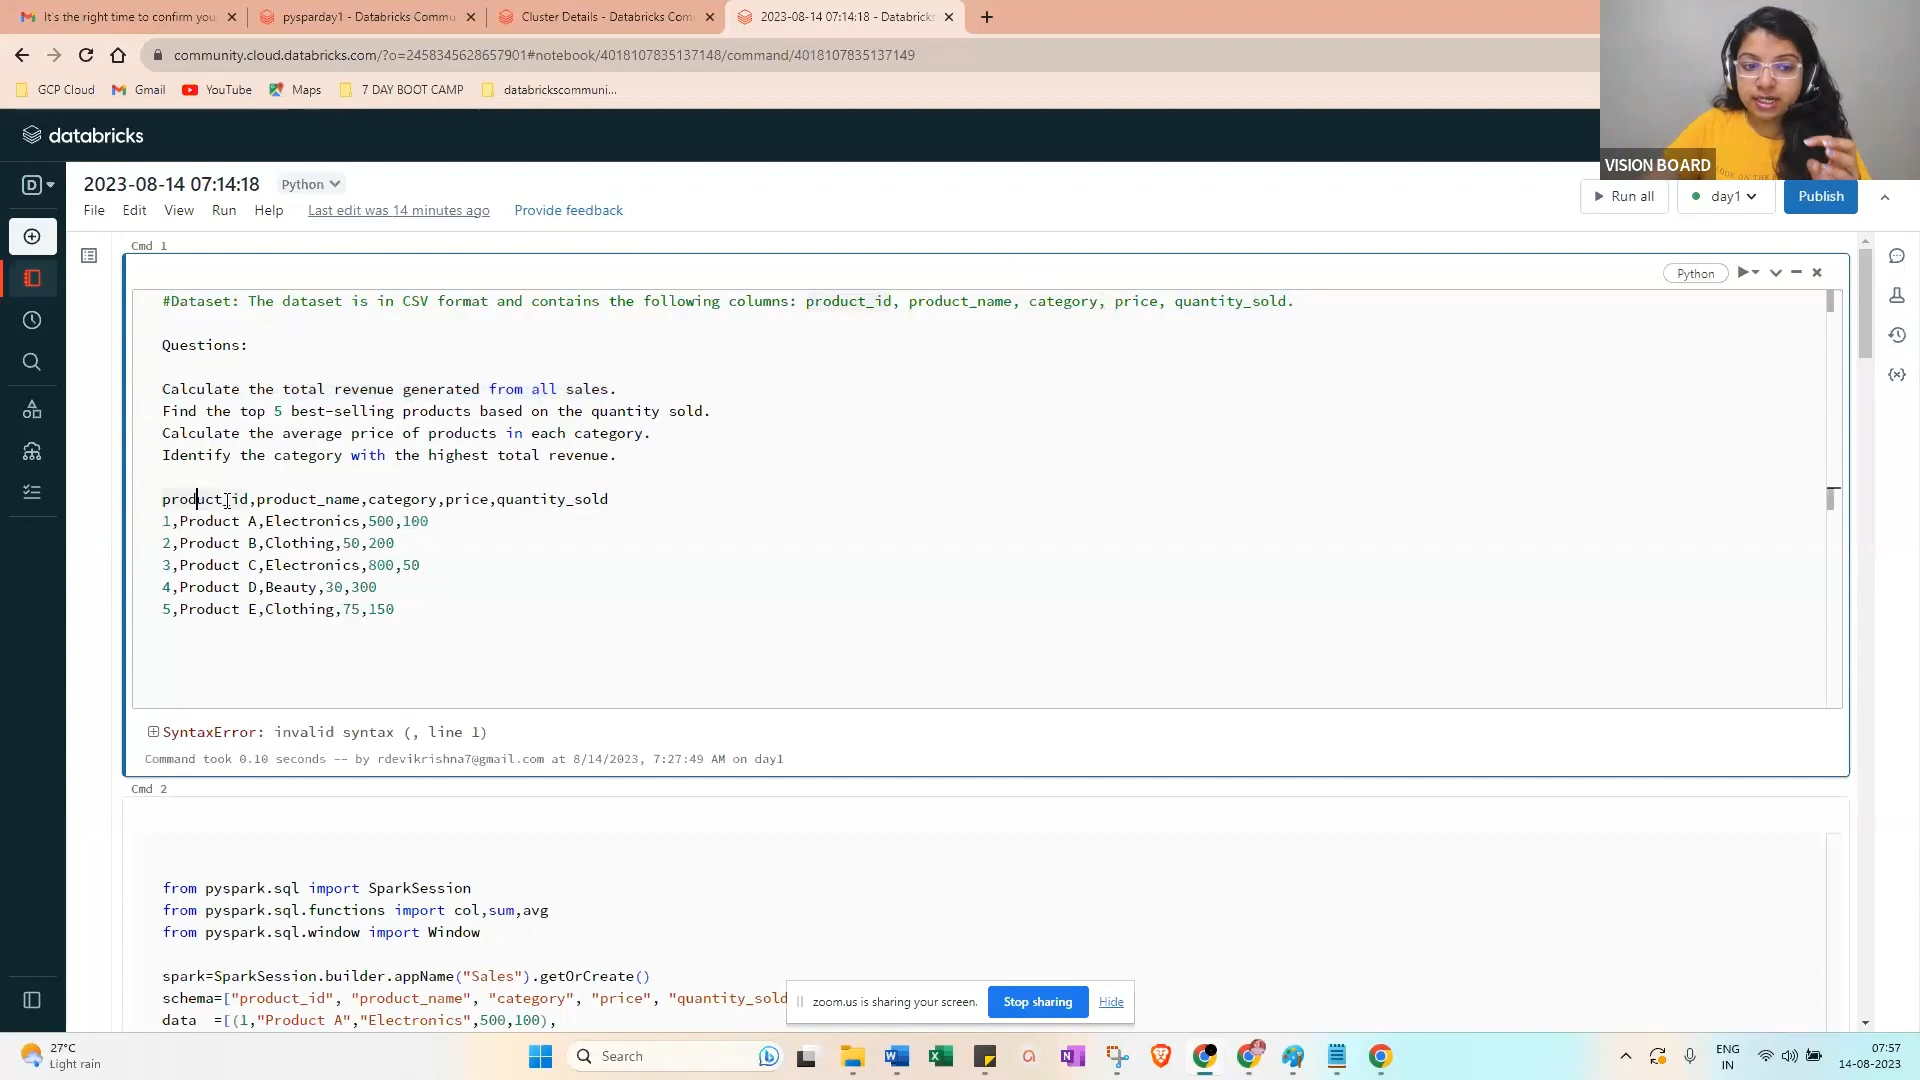 It's the right time to confirm you
pysparday1 - Databricks Commu
Cluster Details - Databricks Com
2023-08-14 07:14:18 - Databricks
community.cloud.databricks.com/?o=2458345628657901#notebook/4018107835137148/command/4018107835137149
GCP Cloud
Gmail
YouTube
Maps
7 DAY BOOT CAMP
databrickscommuni...
databricks
VISION BOARD
D
2023-08-14 07:14:18
Python
File
Edit
View
Run
Help
Last edit was 14 minutes ago
Provide feedback
Run all
day1
Publish
Cmd 1
Python
#Dataset: The dataset is in CSV format and contains the following columns: product_id, product_name, category, price, quantity_sold.
Questions:
Calculate the total revenue generated from all sales.
Find the top 5 best-selling products based on the quantity sold.
Calculate the average price of products in each category.
Identify the category with the highest total revenue.
product_id,product_name,category,price,quantity_sold
1,Product A,Electronics,500,100
2,Product B,Clothing,50,200
3,Product C,Electronics,800,50
4,Product D,Beauty,30,300
5,Product E,Clothing,75,150
SyntaxError: invalid syntax (, line 1)
Command took 0.10 seconds -- by rdevikrishna7@gmail.com at 8/14/2023, 7:27:49 AM on day1
Cmd 2
from pyspark.sql import SparkSession
from pyspark.sql.functions import col,sum,avg
from pyspark.sql.window import Window
spark=SparkSession.builder.appName("Sales").getOrCreate()
schema=["product_id", "product_name", "category", "price", "quantity_sold
data  =[(1,"Product A","Electronics",500,100),
zoom.us is sharing your screen.
Stop sharing
Hide
27°C
Light rain
Search
ENG
IN
07:57
14-08-2023